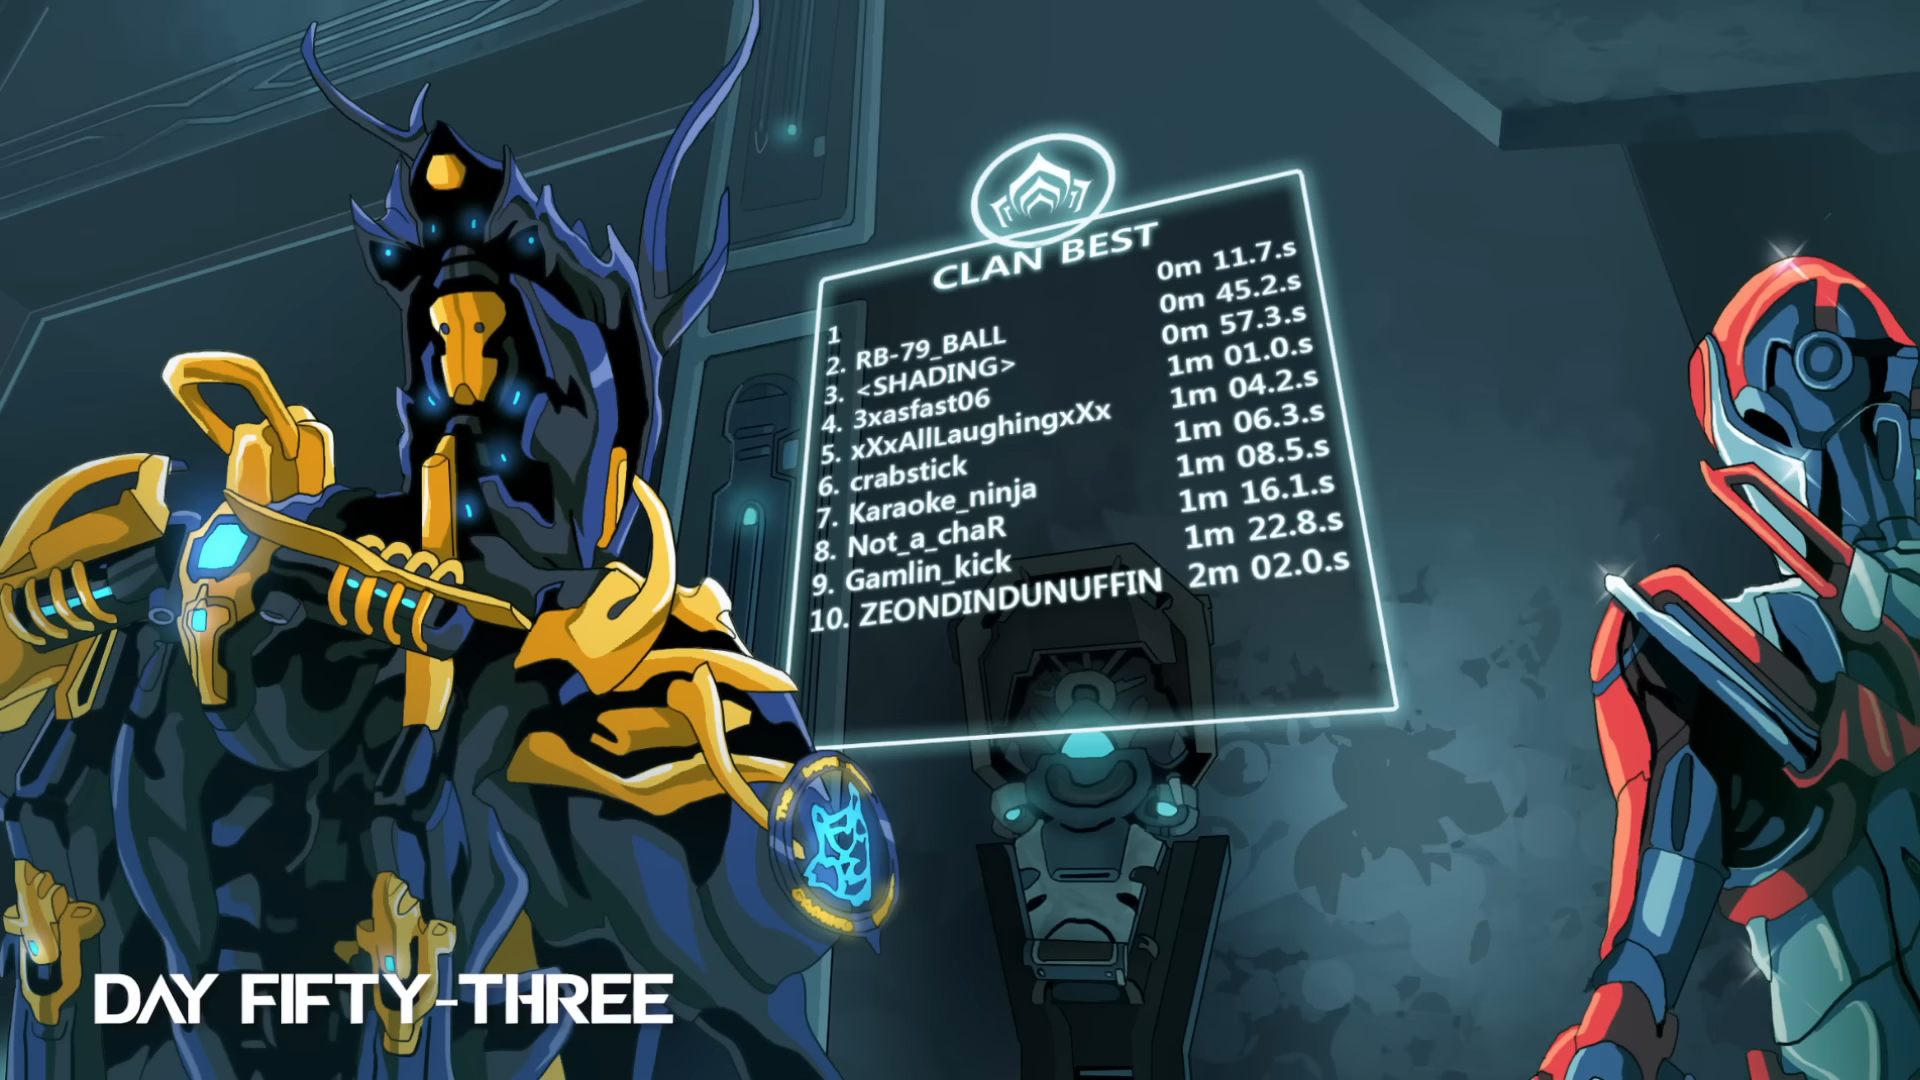 CLAN BEST
1 0m 11.7.s
2. RB-79_BALL 0m 45.2.s
3. <SHADING> 0m 57.3.s
4. 3xasfast06 1m 01.0.s
5. xXxAllLaughingxXx 1m 04.2.s
6. crabstick 1m 06.3.s
7. Karaoke_ninja 1m 08.5.s
8. Not_a_chaR 1m 16.1.s
9. Gamlin_kick 1m 22.8.s
10. ZEONDINDUNUFFIN 2m 02.0.s
DAY FIFTY-THREE